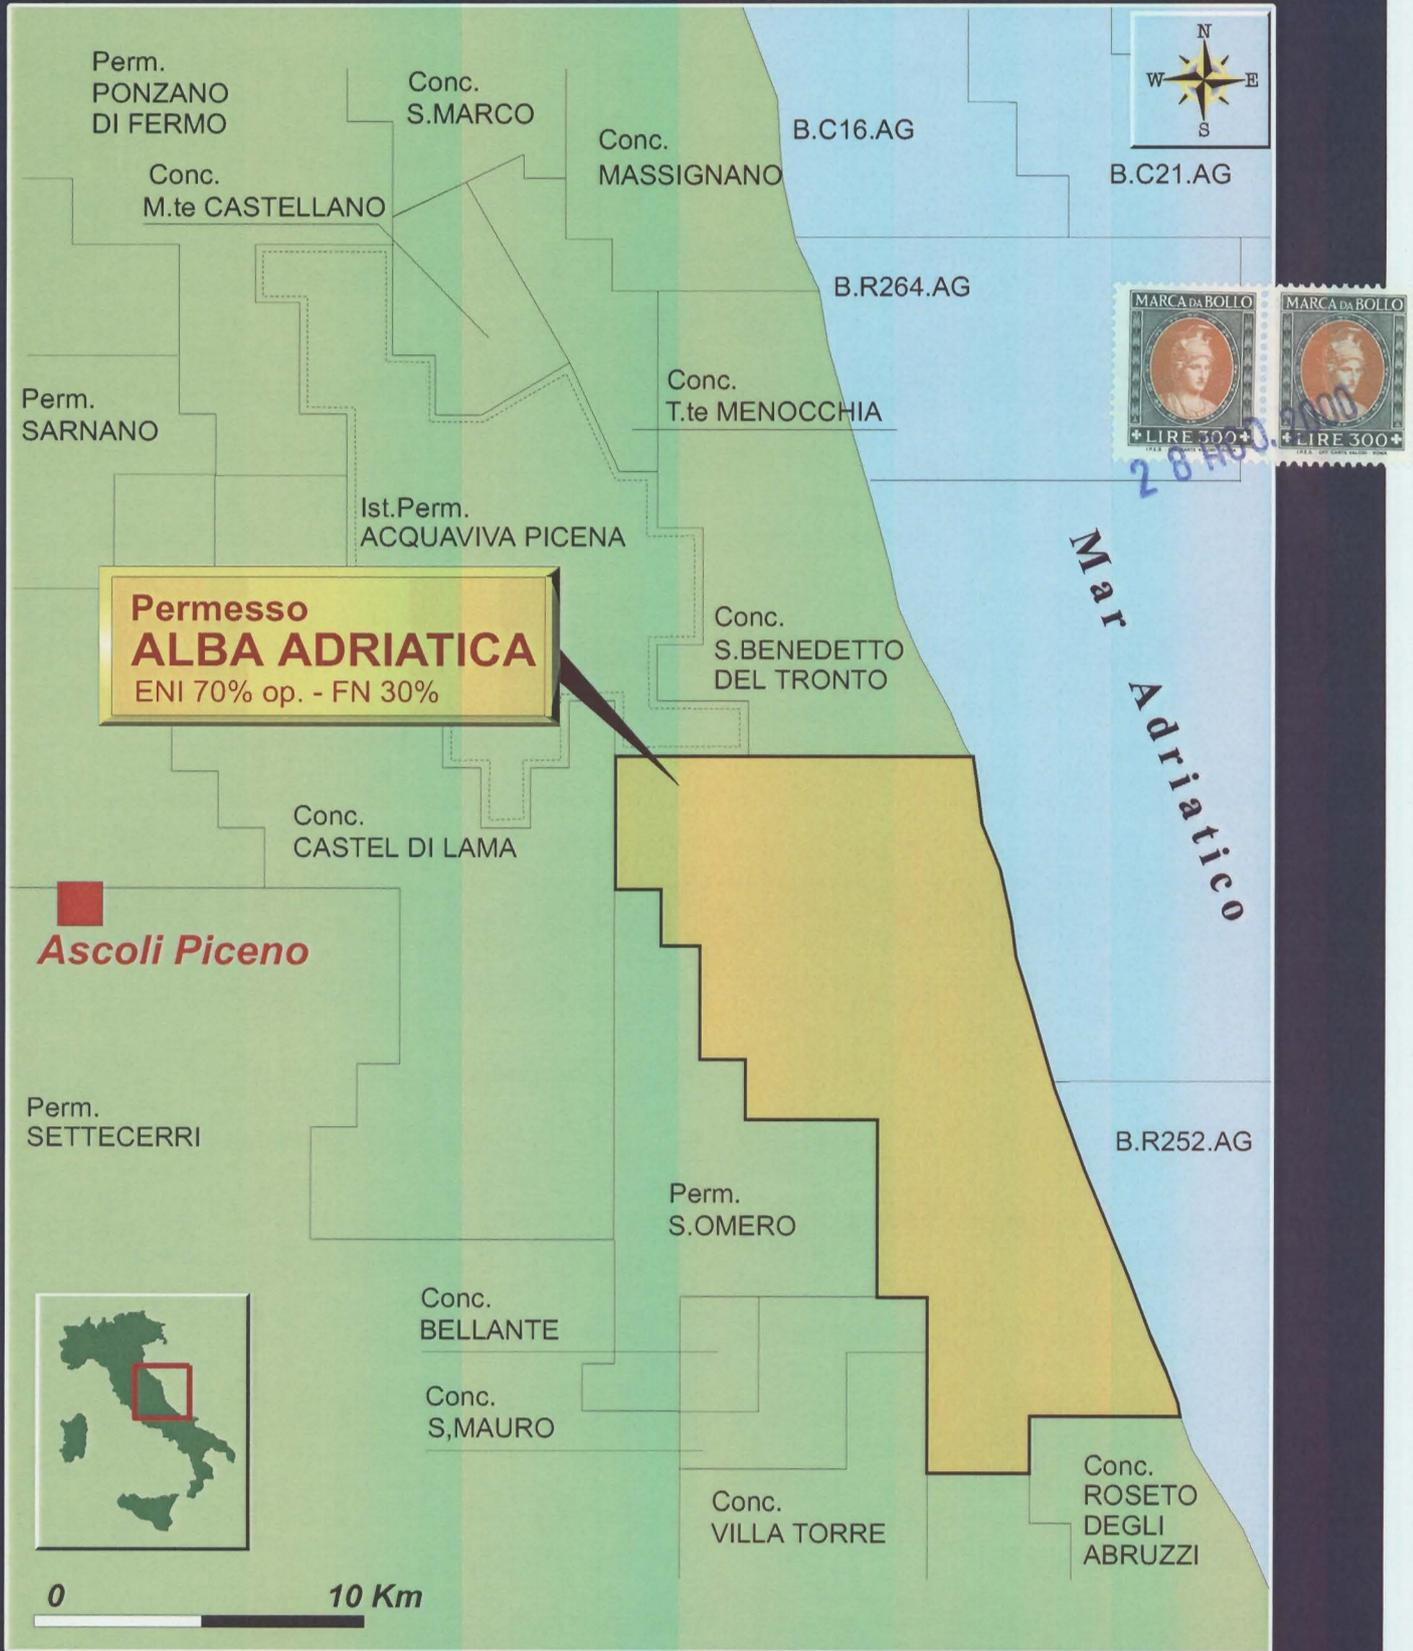 N
W E
S
Perm.
PONZANO
DI FERMO
Conc.
S.MARCO
Conc.
MASSIGNANO
B.C16.AG
B.C21.AG
Conc.
M.te CASTELLANO
B.R264.AG
MARCA DA BOLLO
LIRE 300
MARCA DA BOLLO
LIRE 300
28 AGO.2000
Perm.
SARNANO
Conc.
T.te MENOCCHIA
Ist.Perm.
ACQUAVIVA PICENA
Mar Adriatico
Permesso
ALBA ADRIATICA
ENI 70% op. - FN 30%
Conc.
S.BENEDETTO
DEL TRONTO
Conc.
CASTEL DI LAMA
Ascoli Piceno
Perm.
SETTECERRI
B.R252.AG
Perm.
S.OMERO
Conc.
BELLANTE
Conc.
S,MAURO
Conc.
VILLA TORRE
Conc.
ROSETO
DEGLI
ABRUZZI
0 10 Km